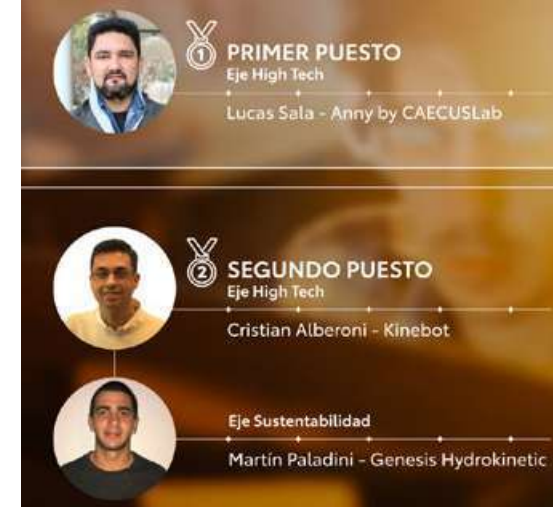 1
PRIMER PUESTO
Eje High Tech
Lucas Sala - Anny by CAECUSLab
2
SEGUNDO PUESTO
Eje High Tech
Cristian Alberoni - Kinebot
Eje Sustentabilidad
Martín Paladini - Genesis Hydrokinetic